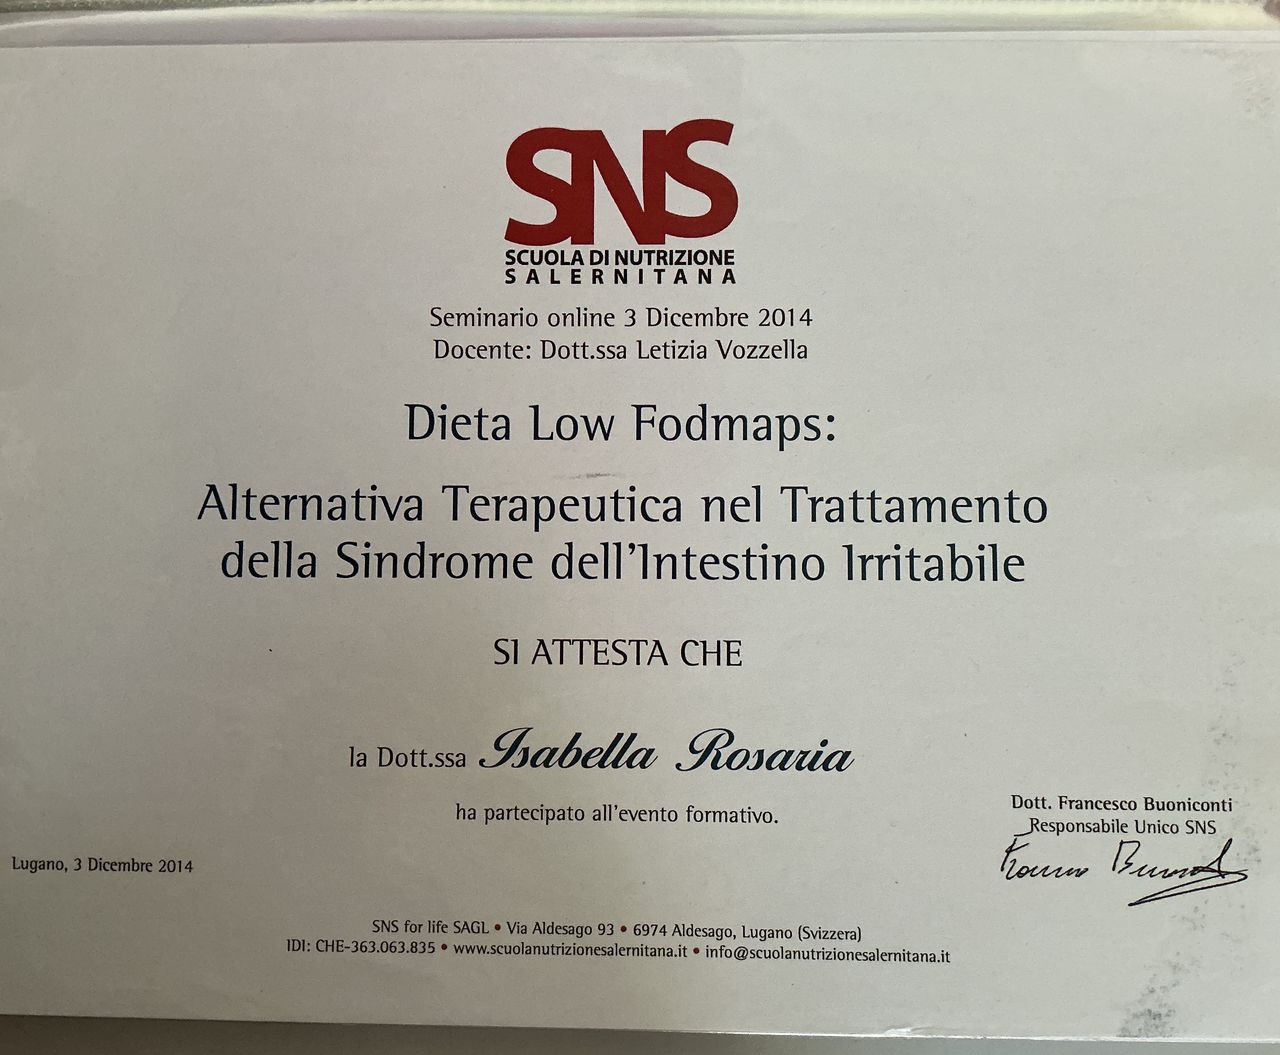 SNS
SCUOLA DI NUTRIZIONE
SALERNITANA
Seminario online 3 Dicembre 2014
Docente: Dott.ssa Letizia Vozzella
Dieta Low Fodmaps:
Alternativa Terapeutica nel Trattamento
della Sindrome dell'Intestino Irritabile
SI ATTESTA CHE
la Dott.ssa Isabella Rosaria
ha partecipato all'evento formativo.
Dott. Francesco Buoniconti
Responsabile Unico SNS
Lugano, 3 Dicembre 2014
SNS for life SAGL • Via Aldesago 93 • 6974 Aldesago, Lugano (Svizzera)
IDI: CHE-363.063.835 • www.scuolanutrizionesalernitana.it • info@scuolanutrizionesalernitana.it